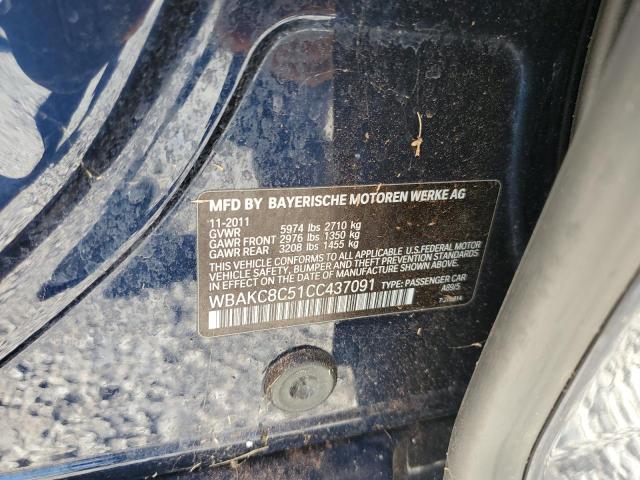 MFD BY BAYERISCHE MOTOREN WERKE AG
11-2011
GVWR 5974 lbs 2710 kg
GAWR FRONT 2976 lbs 1350 kg
GAWR REAR 3208 lbs 1455 kg
THIS VEHICLE CONFORMS TO ALL APPLICABLE U.S.FEDERAL MOTOR
VEHICLE SAFETY, BUMPER, AND THEFT PREVENTION STANDARDS
IN EFFECT ON THE DATE OF MANUFACTURE SHOWN ABOVE.
WBAKC8C51CC437091 TYPE: PASSENGER CAR
A89/5